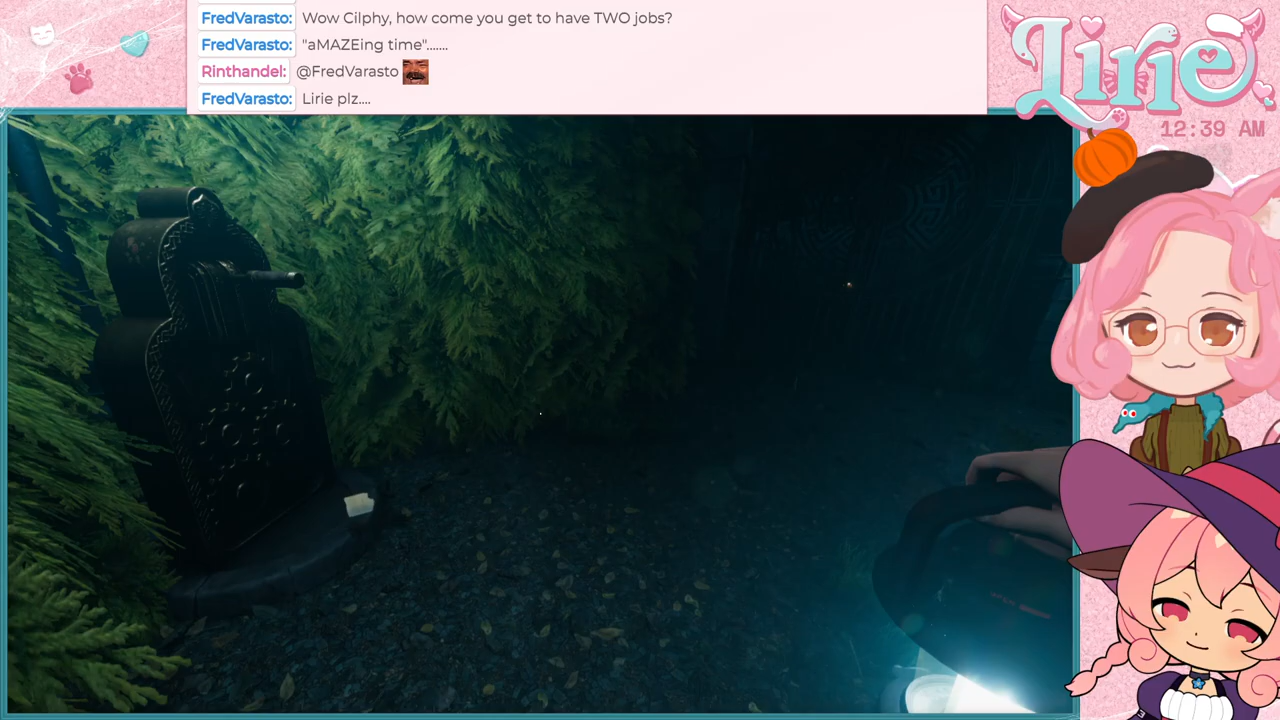 FredVarasto: Wow Cilphy, how come you get to have TWO jobs?
FredVarasto: "aMAZEing time".......
Rinthandel: @FredVarasto
FredVarasto: Lirie plz....
Lirie
12:39 AM